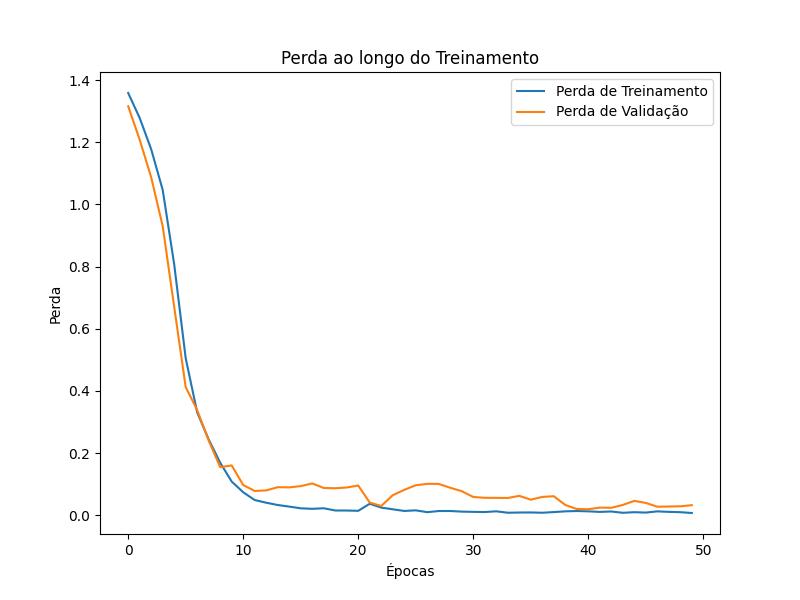 Perda ao longo do Treinamento
Perda de Treinamento
Perda de Validação
1.4
1.2
1.0
0.8
0.6
0.4
0.2
0.0
Perda
0 10 20 30 40 50
Épocas